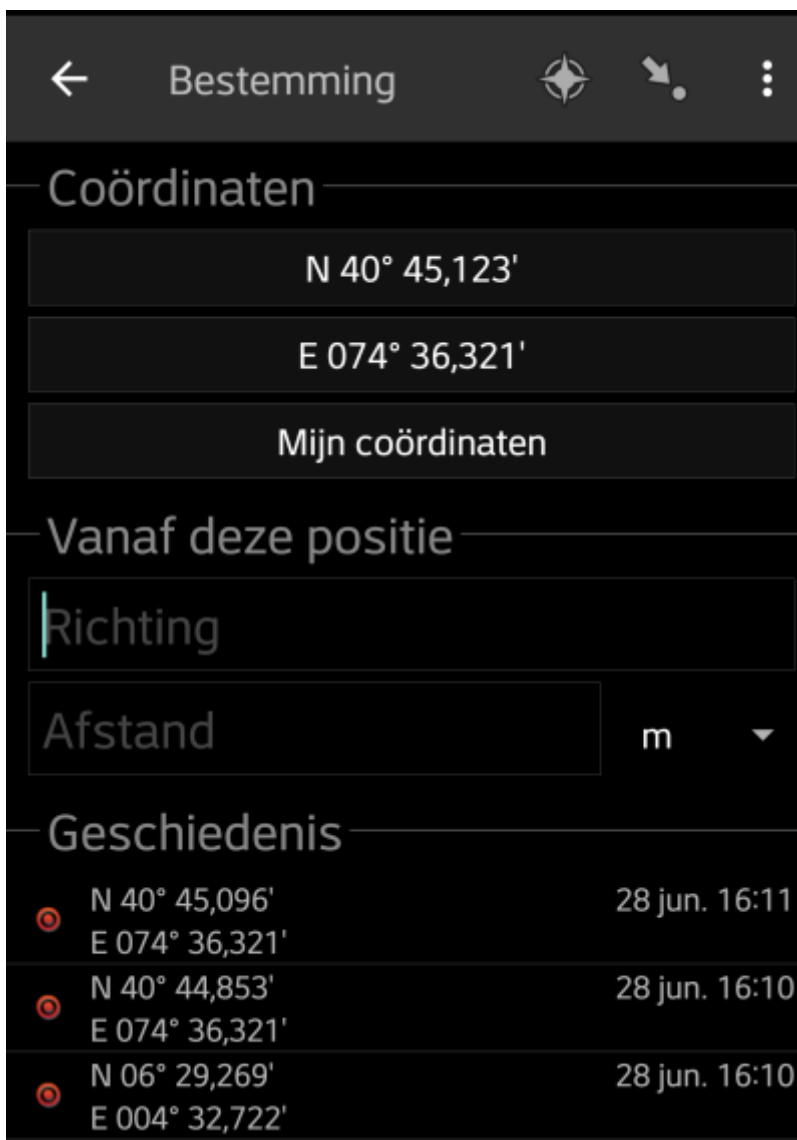 Bestemming
Coördinaten
N 40° 45,123'
E 074° 36,321'
Mijn coördinaten
Vanaf deze positie
Richting
Afstand
m
Geschiedenis
N 40° 45,096' 28 jun. 16:11
E 074° 36,321'
N 40° 44,853' 28 jun. 16:10
E 074° 36,321'
N 06° 29,269' 28 jun. 16:10
E 004° 32,722'